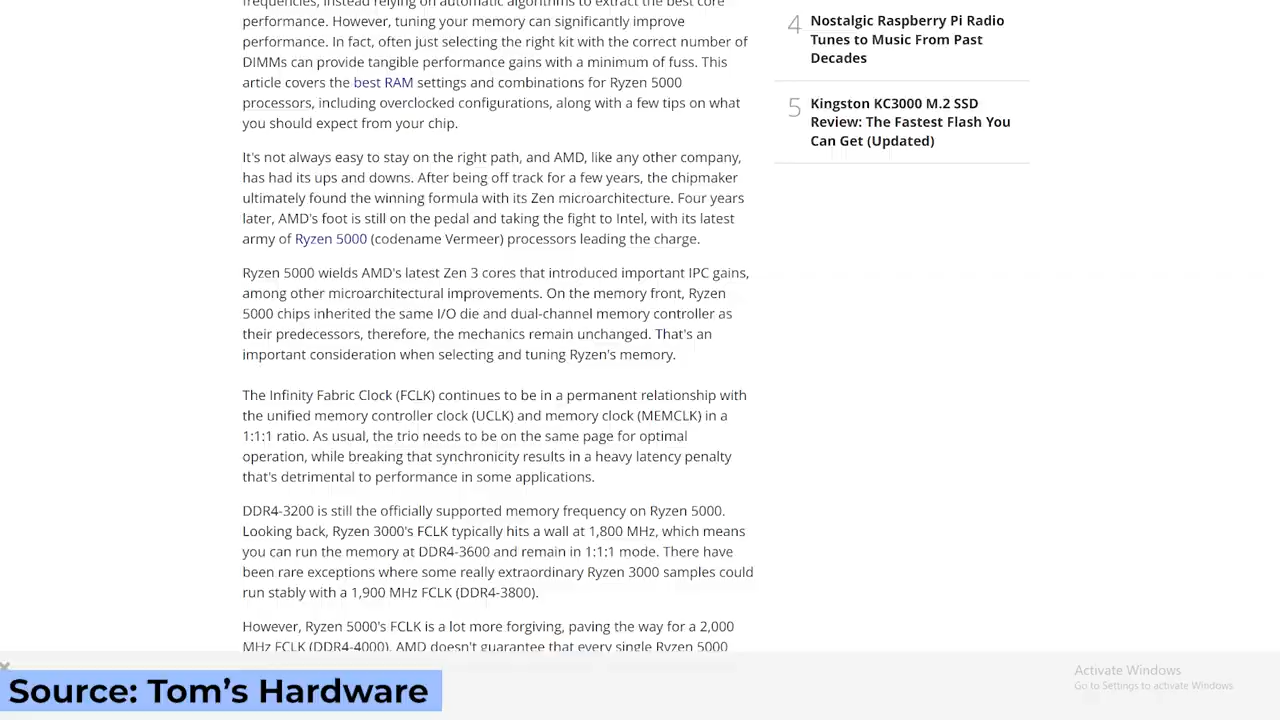 frequencies, instead relying on automatic algorithms to extract the best core
performance. However, tuning your memory can significantly improve
performance. In fact, often just selecting the right kit with the correct number of
DIMMs can provide tangible performance gains with a minimum of fuss. This
article covers the best RAM settings and combinations for Ryzen 5000
processors, including overclocked configurations, along with a few tips on what
you should expect from your chip.
It's not always easy to stay on the right path, and AMD, like any other company,
has had its ups and downs. After being off track for a few years, the chipmaker
ultimately found the winning formula with its Zen microarchitecture. Four years
later, AMD's foot is still on the pedal and taking the fight to Intel, with its latest
army of Ryzen 5000 (codename Vermeer) processors leading the charge.
Ryzen 5000 wields AMD's latest Zen 3 cores that introduced important IPC gains,
among other microarchitectural improvements. On the memory front, Ryzen
5000 chips inherited the same I/O die and dual-channel memory controller as
their predecessors, therefore, the mechanics remain unchanged. That's an
important consideration when selecting and tuning Ryzen's memory.
The Infinity Fabric Clock (FCLK) continues to be in a permanent relationship with
the unified memory controller clock (UCLK) and memory clock (MEMCLK) in a
1:1:1 ratio. As usual, the trio needs to be on the same page for optimal
operation, while breaking that synchronicity results in a heavy latency penalty
that's detrimental to performance in some applications.
DDR4-3200 is still the officially supported memory frequency on Ryzen 5000.
Looking back, Ryzen 3000's FCLK typically hits a wall at 1,800 MHz, which means
you can run the memory at DDR4-3600 and remain in 1:1:1 mode. There have
been rare exceptions where some really extraordinary Ryzen 3000 samples could
run stably with a 1,900 MHz FCLK (DDR4-3800).
However, Ryzen 5000's FCLK is a lot more forgiving, paving the way for a 2,000
MHz FCLK (DDR4-4000). AMD doesn't guarantee that every single Ryzen 5000
4 Nostalgic Raspberry Pi Radio
Tunes to Music From Past
Decades
5 Kingston KC3000 M.2 SSD
Review: The Fastest Flash You
Can Get (Updated)
Activate Windows
Go to Settings to activate Windows.
Source: Tom's Hardware